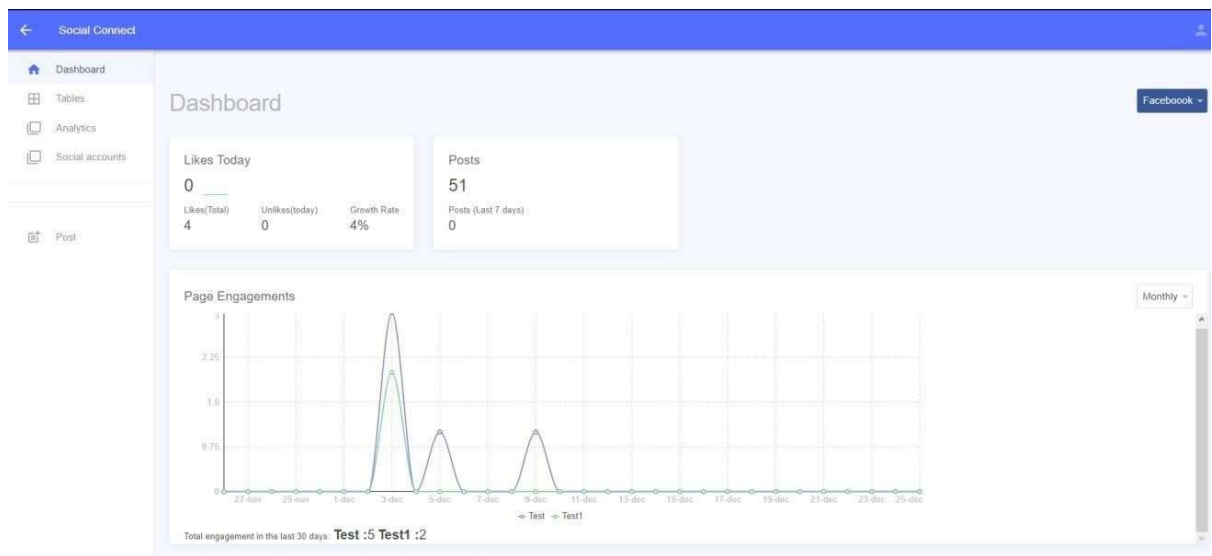 Social Connect
Dashboard
Tables
Analytics
Social accounts
Post
Dashboard
Faceboook
Likes Today
0
Likes(Total) Unlikes(today) Growth Rate
4 0 4%
Posts
51
Posts (Last 7 days)
0
Page Engagements
Monthly
3
2.25
1.5
0.75
0
27-nov 29-nov 1-dec 3-dec 5-dec 7-dec 9-dec 11-dec 13-dec 15-dec 17-dec 19-dec 21-dec 23-dec 25-dec
Test Test1
Total engagement in the last 30 days: Test :5 Test1 :2